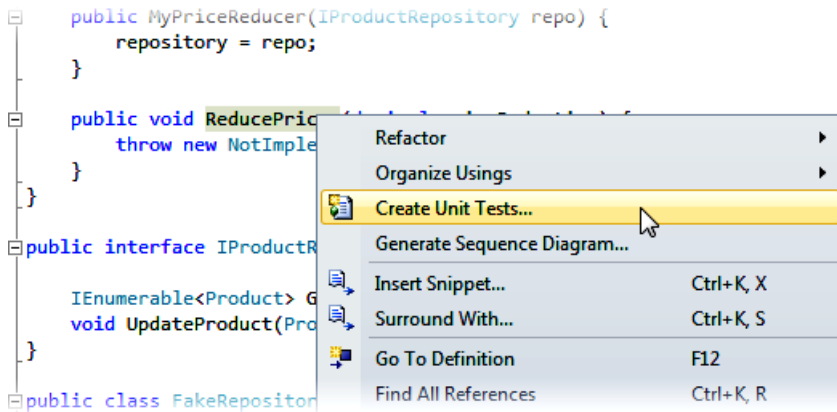 public MyPriceReducer(IProductRepository repo) {
repository = repo;
}
public void ReducePric
throw new NotImple
}
}
public interface IProductR
IEnumerable<Product> G
void UpdateProduct(Pro
}
public class FakeRepositor
Refactor
Organize Usings
Create Unit Tests...
Generate Sequence Diagram...
Insert Snippet... Ctrl+K, X
Surround With... Ctrl+K, S
Go To Definition F12
Find All References Ctrl+K, R